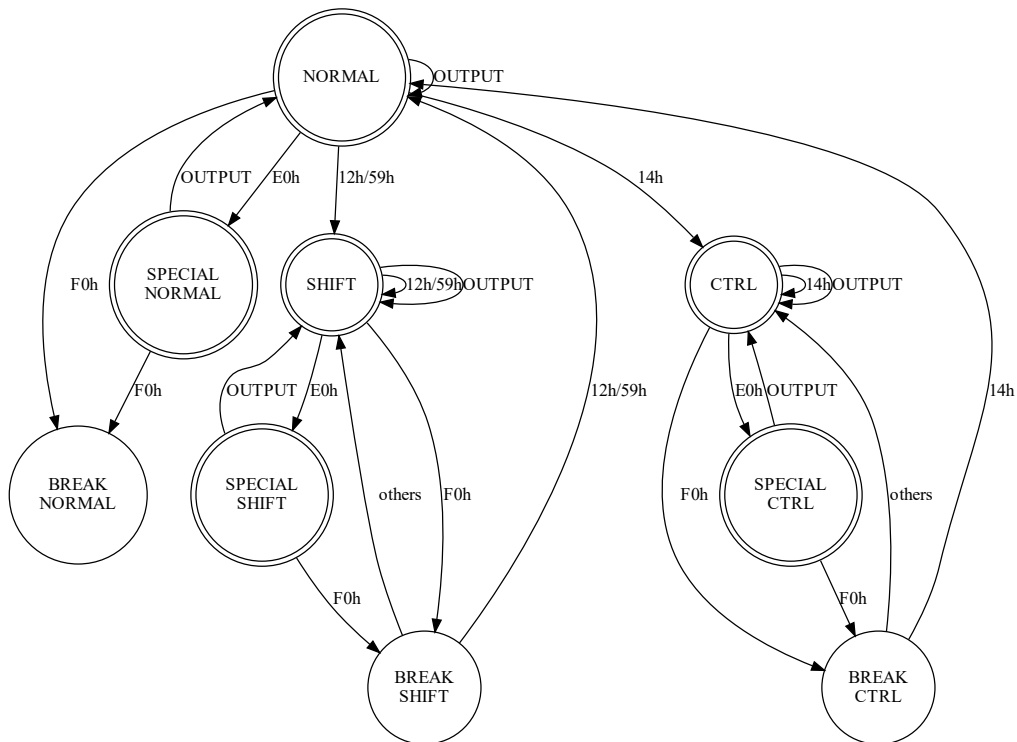 NORMAL
OUTPUT
OUTPUT
E0h
12h/59h
14h
SPECIAL
NORMAL
F0h
SHIFT
12h/59h
OUTPUT
CTRL
14h
OUTPUT
F0h
OUTPUT
E0h
12h/59h
E0h
OUTPUT
14h
BREAK
NORMAL
SPECIAL
SHIFT
others
F0h
F0h
SPECIAL
CTRL
others
F0h
F0h
BREAK
SHIFT
BREAK
CTRL